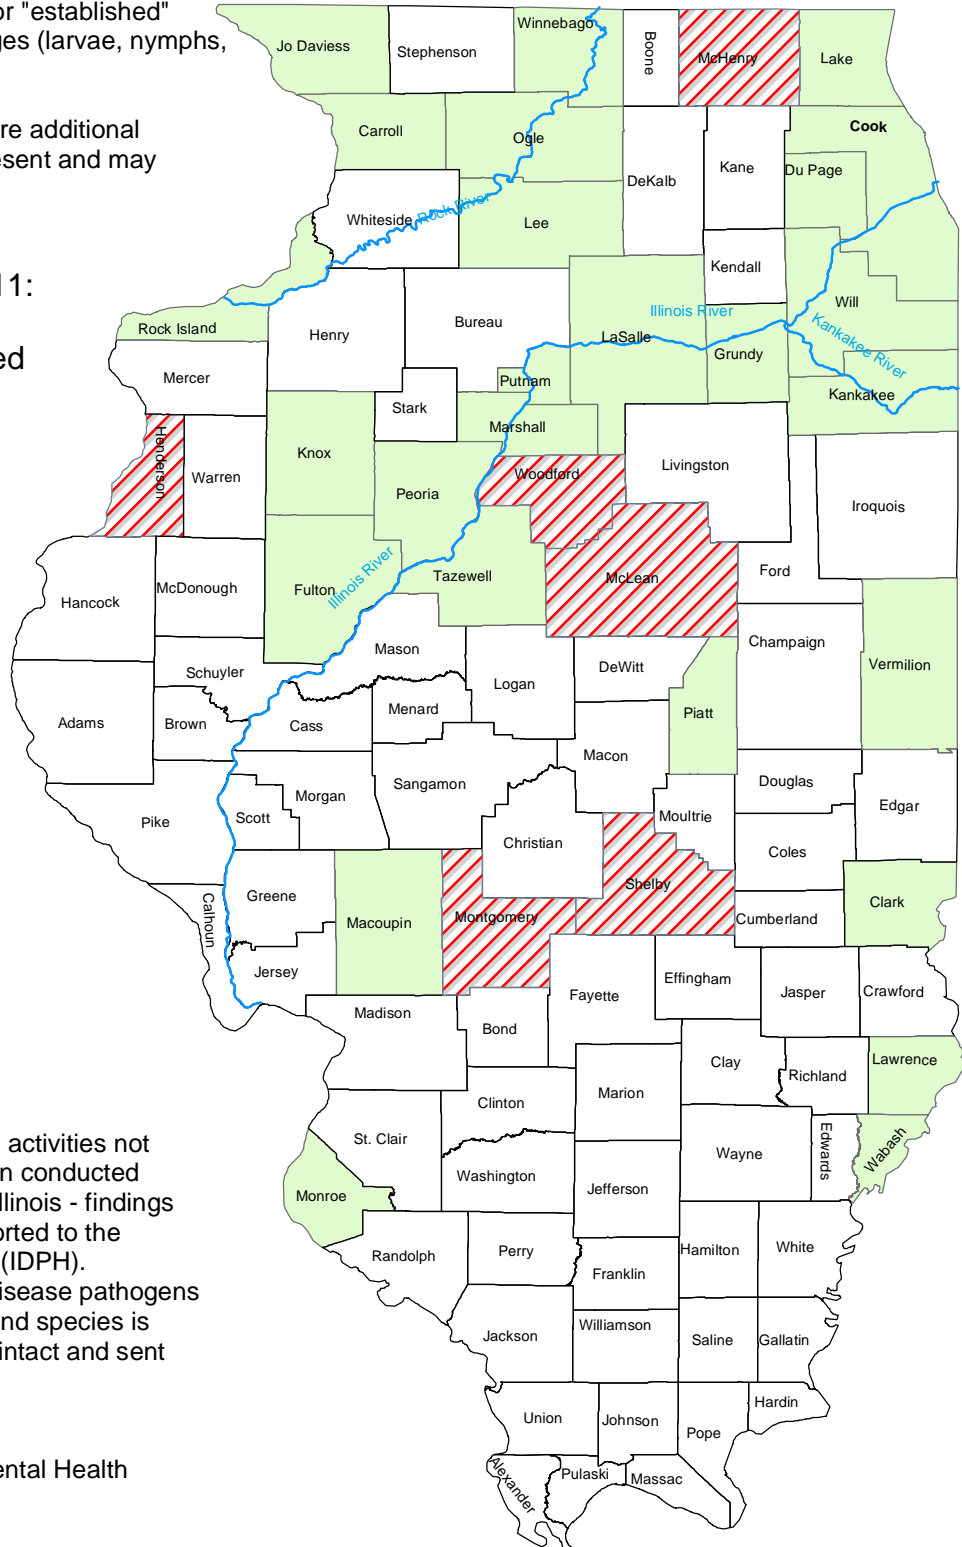 or "established"
ges (larvae, nymphs,
re additional
esent and may
11:
ed
Winnebago
Jo Daviess
Stephenson
Boone
McHenry
Lake
Carroll
Ogle
Cook
DeKalb
Kane
Du Page
Whiteside
Rock River
Lee
Kendall
Rock Island
Henry
Bureau
Illinois River
Will
LaSalle
Grundy
Kankakee River
Mercer
Putnam
Kankakee
Stark
Marshall
Henderson
Warren
Knox
Peoria
Woodford
Livingston
Iroquois
Hancock
McDonough
Fulton
Illinois River
Tazewell
McLean
Ford
Schuyler
Mason
Logan
DeWitt
Champaign
Vermilion
Adams
Brown
Cass
Menard
Piatt
Macon
Pike
Scott
Morgan
Sangamon
Christian
Moultrie
Douglas
Edgar
Coles
Calhoun
Greene
Macoupin
Montgomery
Shelby
Cumberland
Clark
Jersey
Madison
Bond
Fayette
Effingham
Jasper
Crawford
Clinton
Marion
Clay
Richland
Lawrence
St. Clair
Washington
Jefferson
Wayne
Edwards
Wabash
Monroe
Randolph
Perry
Franklin
Hamilton
White
Jackson
Williamson
Saline
Gallatin
Union
Johnson
Pope
Hardin
Alexander
Pulaski
Massac
activities not
n conducted
Illinois - findings
orted to the
(IDPH).
disease pathogens
nd species is
intact and sent
ental Health